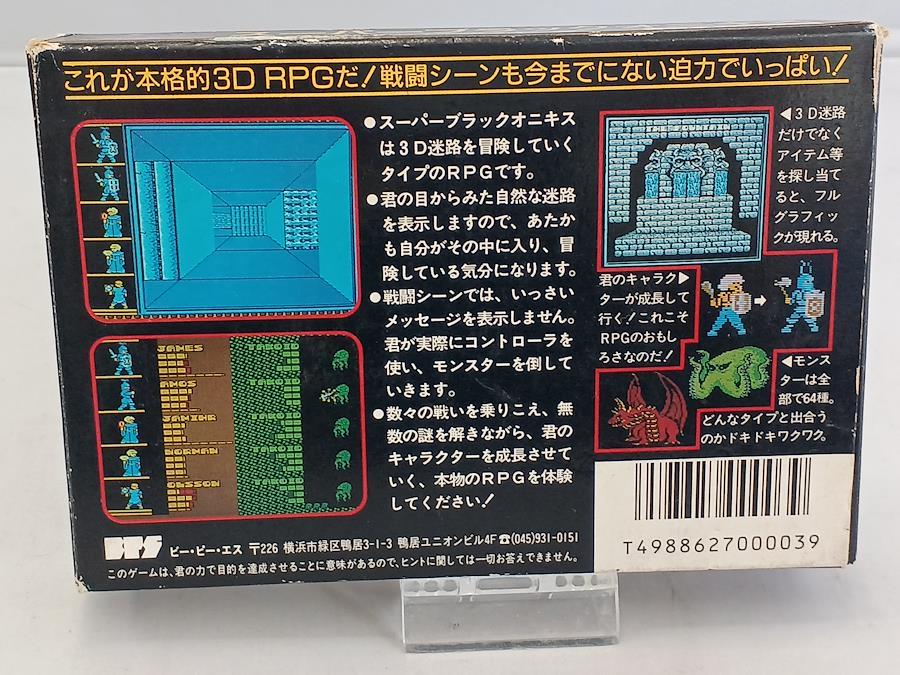 これが本格的3D RPGだ！戦闘シーンも今までにない迫力でいっぱい！
●スーパーブラックオニキス
は3D迷路を冒険していく
タイプのRPGです。
●君の目からみた自然な迷路
を表示しますので、あたか
も自分がその中に入り、冒
険している気分になります。
●戦闘シーンでは、いっさい
メッセージを表示しません。
君が実際にコントローラを
使い、モンスターを倒して
いきます。
●数々の戦いを乗りこえ、無
数の謎を解きながら、君の
キャラクターを成長させて
いく、本物のRPGを体験
してください！
THE FOUNTAIN
◀3D迷路
だけでなく
アイテム等
を探し当て
ると、フル
グラフィッ
クが現れる。
君のキャラク▶
ターが成長して
行く！これこそ
RPGのおもし
ろさなのだ！
➡
◀モンス
ターは全
部で64種。
どんなタイプと出合う
のかドキドキワクワク。
T4988627000039
BPS ビー・ピー・エス 〒226 横浜市緑区鴨居3-1-3 鴨居ユニオンビル4F ☎(045)931-0151
このゲームは、君の力で目的を達成させることに意味があるので、ヒントに関しては一切お答えできません。